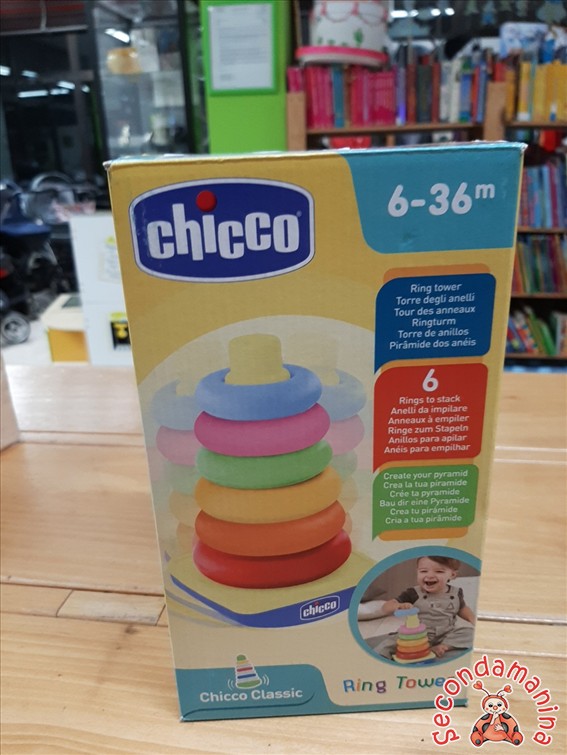 chicco
6-36m
Ring tower
Torre degli anelli
Tour des anneaux
Ringturm
Torre de anillos
Pirâmide dos anéis
6
Rings to stack
Anelli da impilare
Anneaux à empiler
Ringe zum Stapeln
Anillos para apilar
Anéis para empilhar
Create your pyramid
Crea la tua piramide
Crée ta pyramide
Bau dir eine Pyramide
Crea tu pirámide
Cria a tua pirâmide
chicco
Chicco Classic
Ring Tower
secondamanina